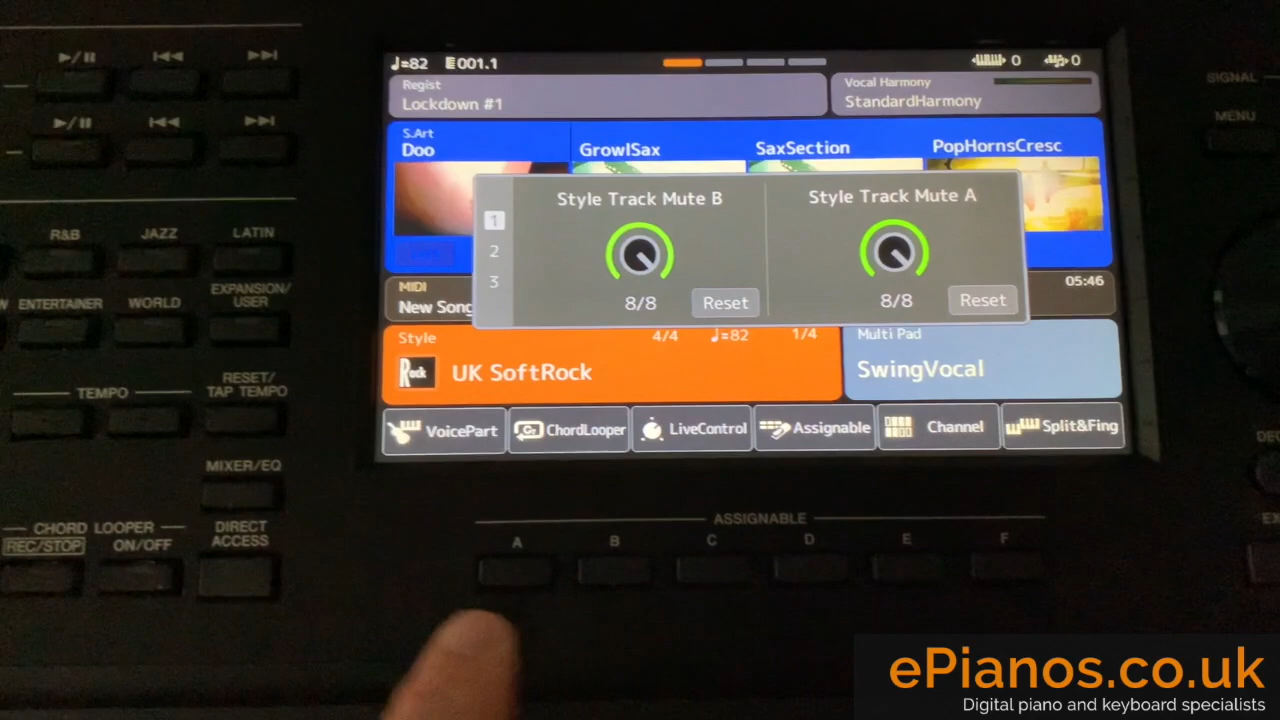 ♩=82 001.1
0 0
Regist
Lockdown #1
Vocal Harmony
StandardHarmony
S.Art
Doo
GrowlSax
SaxSection
PopHornsCresc
Style Track Mute B
Style Track Mute A
1
2
3
8/8
Reset
8/8
Reset
MIDI
New Song
05:46
Style
4/4 ♩=82 1/4
Rock
UK SoftRock
Multi Pad
SwingVocal
VoicePart
ChordLooper
LiveControl
Assignable
Channel
Split&Fing
SIGNAL
MENU
R&B
JAZZ
LATIN
ENTERTAINER
WORLD
EXPANSION/
USER
TEMPO
RESET/
TAP TEMPO
MIXER/EQ
CHORD LOOPER
REC/STOP
ON/OFF
DIRECT
ACCESS
ASSIGNABLE
A B C D E F
ePianos.co.uk
Digital piano and keyboard specialists